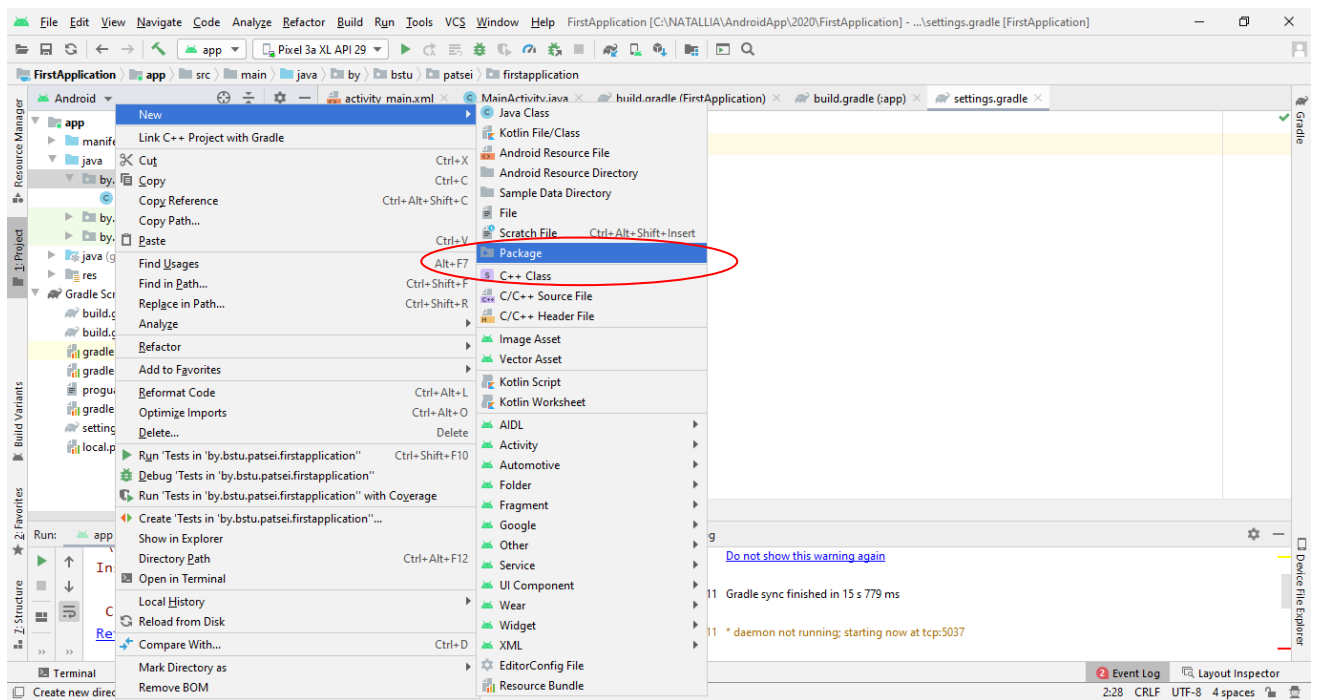 File Edit View Navigate Code Analyze Refactor Build Run Tools VCS Window Help FirstApplication [C:\NATALLIA\AndroidApp\2020\FirstApplication] - ...\settings.gradle [FirstApplication]
app Pixel 3a XL API 29
FirstApplication app src main java by bstu patsei firstapplication
Android activity_main.xml MainActivity.java build.gradle (FirstApplication) build.gradle (:app) settings.gradle
Resource Manager
1: Project
Build Variants
2: Favorites
7: Structure
app
manife
java
by.
by.
by.
java (g
res
Gradle Scr
build.g
build.g
gradle
gradle
progua
gradle
setting
local.p
New
Link C++ Project with Gradle
Cut Ctrl+X
Copy Ctrl+C
Copy Reference Ctrl+Alt+Shift+C
Copy Path...
Paste Ctrl+V
Find Usages Alt+F7
Find in Path... Ctrl+Shift+F
Replace in Path... Ctrl+Shift+R
Analyze
Refactor
Add to Favorites
Reformat Code Ctrl+Alt+L
Optimize Imports Ctrl+Alt+O
Delete... Delete
Run 'Tests in 'by.bstu.patsei.firstapplication'' Ctrl+Shift+F10
Debug 'Tests in 'by.bstu.patsei.firstapplication''
Run 'Tests in 'by.bstu.patsei.firstapplication'' with Coverage
Create 'Tests in 'by.bstu.patsei.firstapplication''...
Show in Explorer
Directory Path Ctrl+Alt+F12
Open in Terminal
Local History
Reload from Disk
Compare With... Ctrl+D
Mark Directory as
Remove BOM
Java Class
Kotlin File/Class
Android Resource File
Android Resource Directory
Sample Data Directory
File
Scratch File Ctrl+Alt+Shift+Insert
Package
C++ Class
C/C++ Source File
C/C++ Header File
Image Asset
Vector Asset
Kotlin Script
Kotlin Worksheet
AIDL
Activity
Automotive
Folder
Fragment
Google
Other
Service
UI Component
Wear
Widget
XML
EditorConfig File
Resource Bundle
Gradle
Device File Explorer
Run: app
In
C
Re
g
Do not show this warning again
11 Gradle sync finished in 15 s 779 ms
11 * daemon not running; starting now at tcp:5037
Terminal 2 Event Log Layout Inspector
Create new direc 2:28 CRLF UTF-8 4 spaces